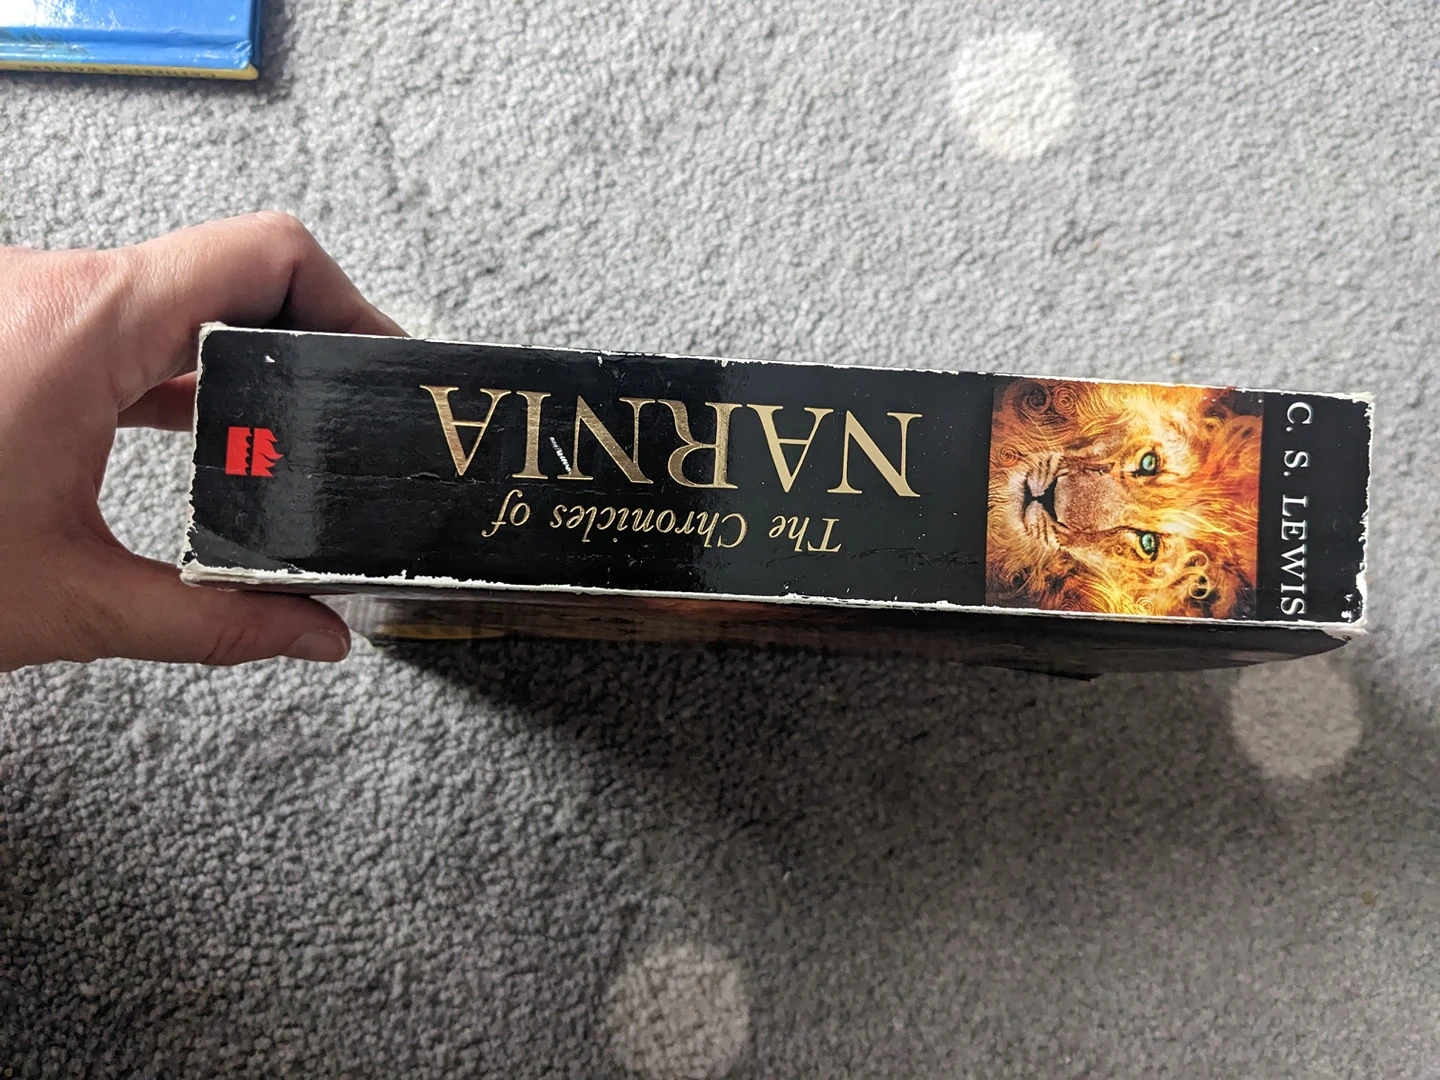 C. S. LEWIS
The Chronicles of
NARNIA